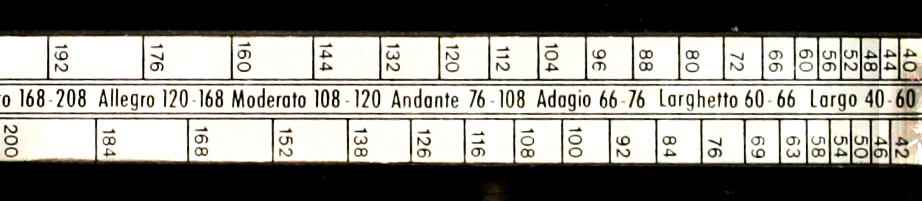 192 176 160 144 132 120 112 104 96 88 80 72 66 60 56 52 48 44 40
o 168-208 Allegro 120-168 Moderato 108-120 Andante 76-108 Adagio 66-76 Larghetto 60-66 Largo 40-60
200 184 168 152 138 126 116 108 100 92 84 76 69 63 58 54 50 46 42